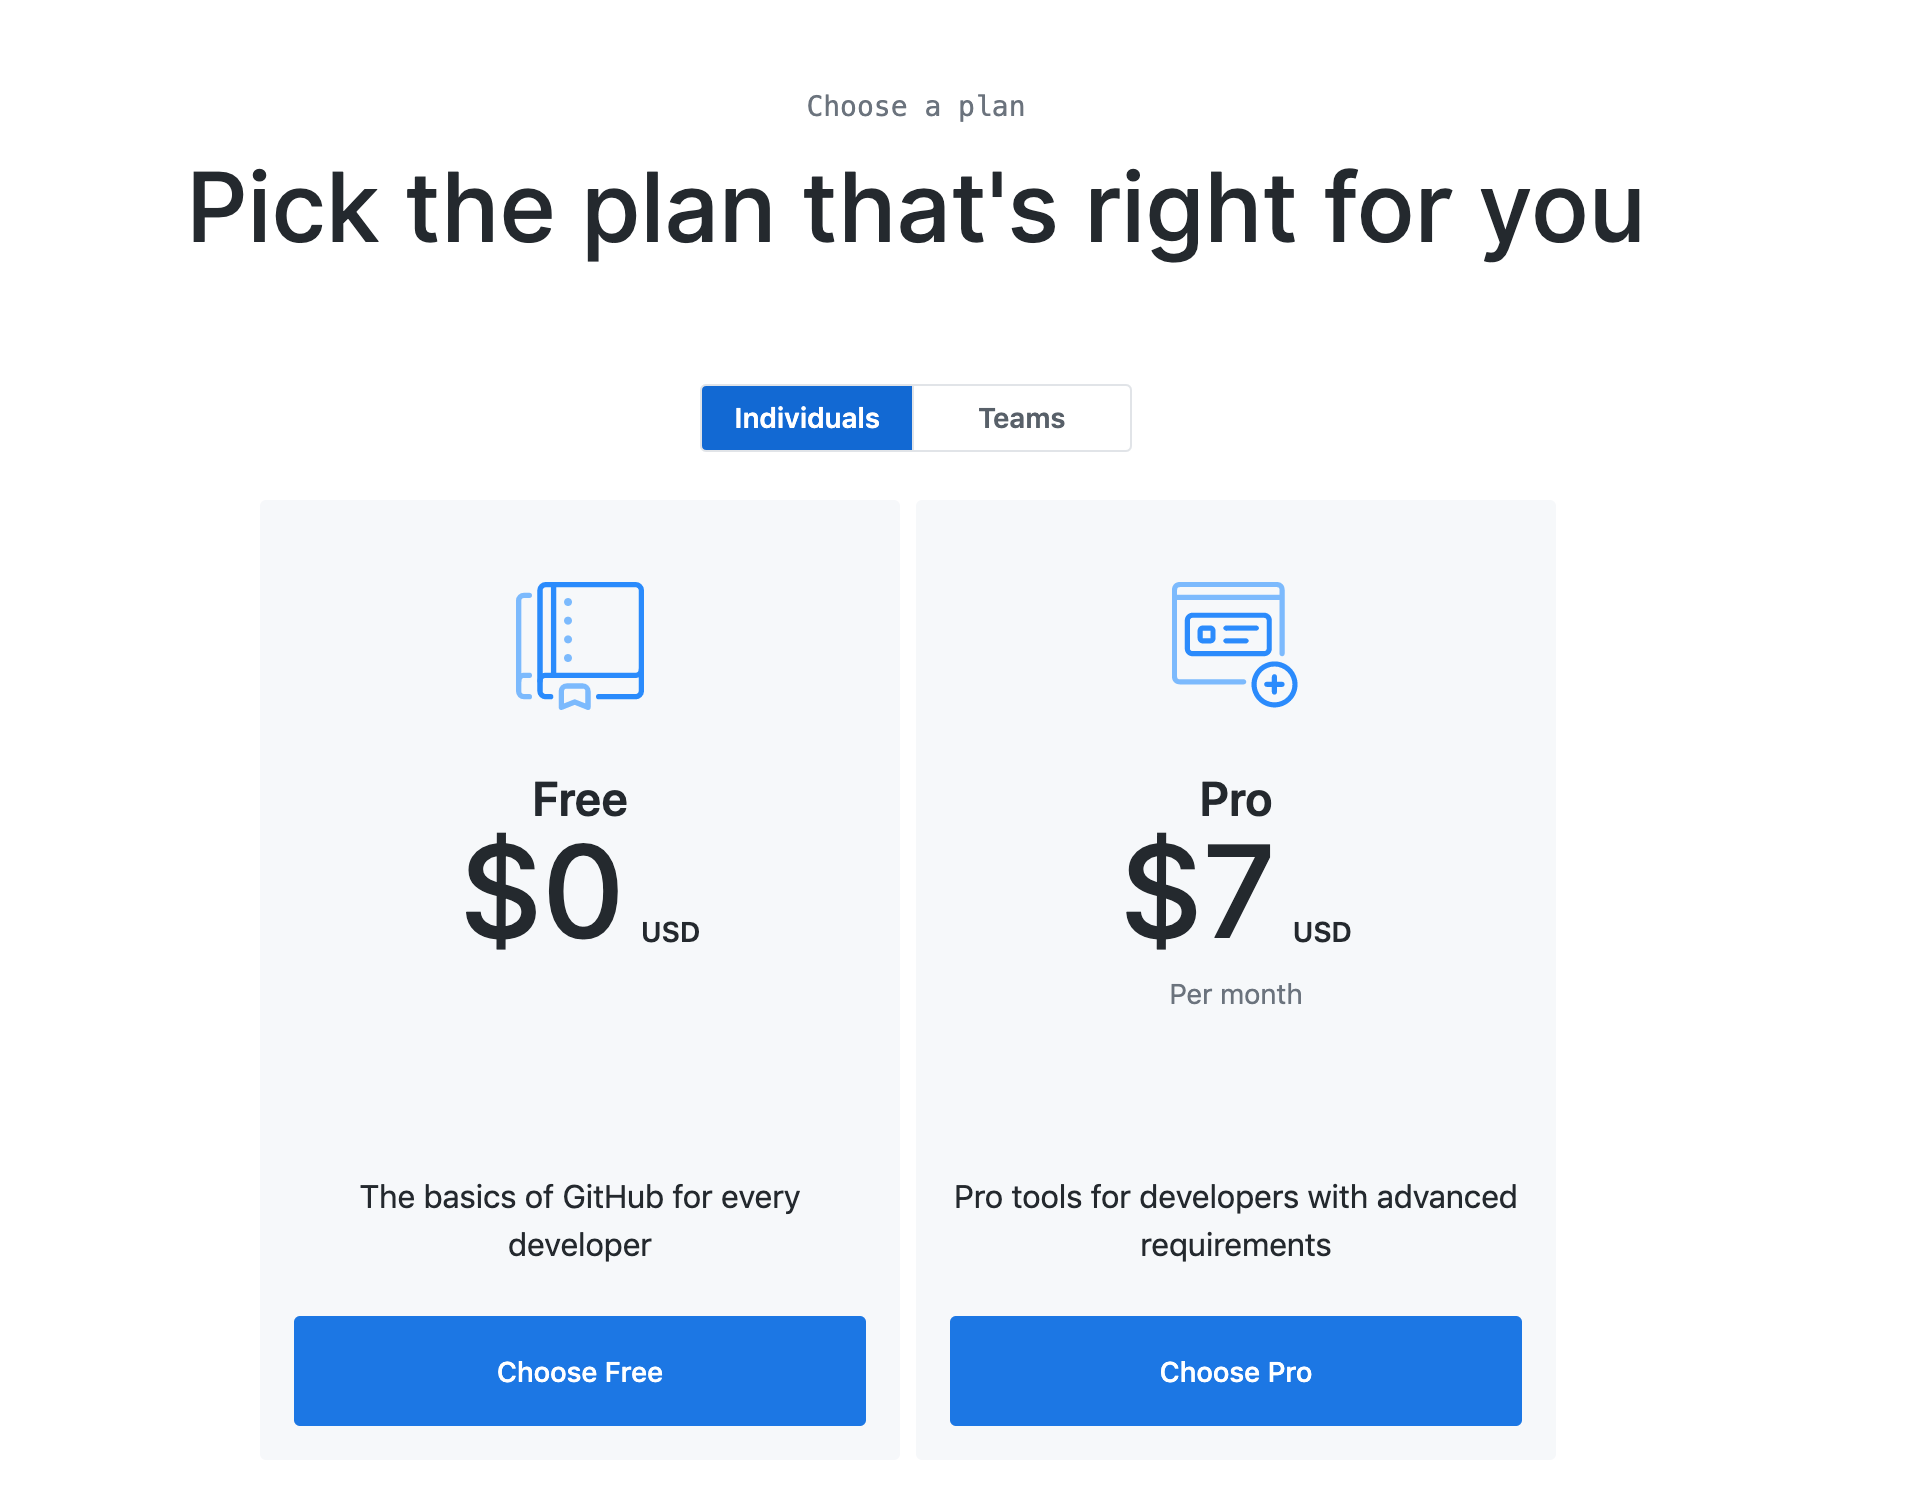 Choose a plan
Pick the plan that's right for you
Individuals
Teams
Free
$0 USD
The basics of GitHub for every
developer
Choose Free
Pro
$7 USD
Per month
Pro tools for developers with advanced
requirements
Choose Pro